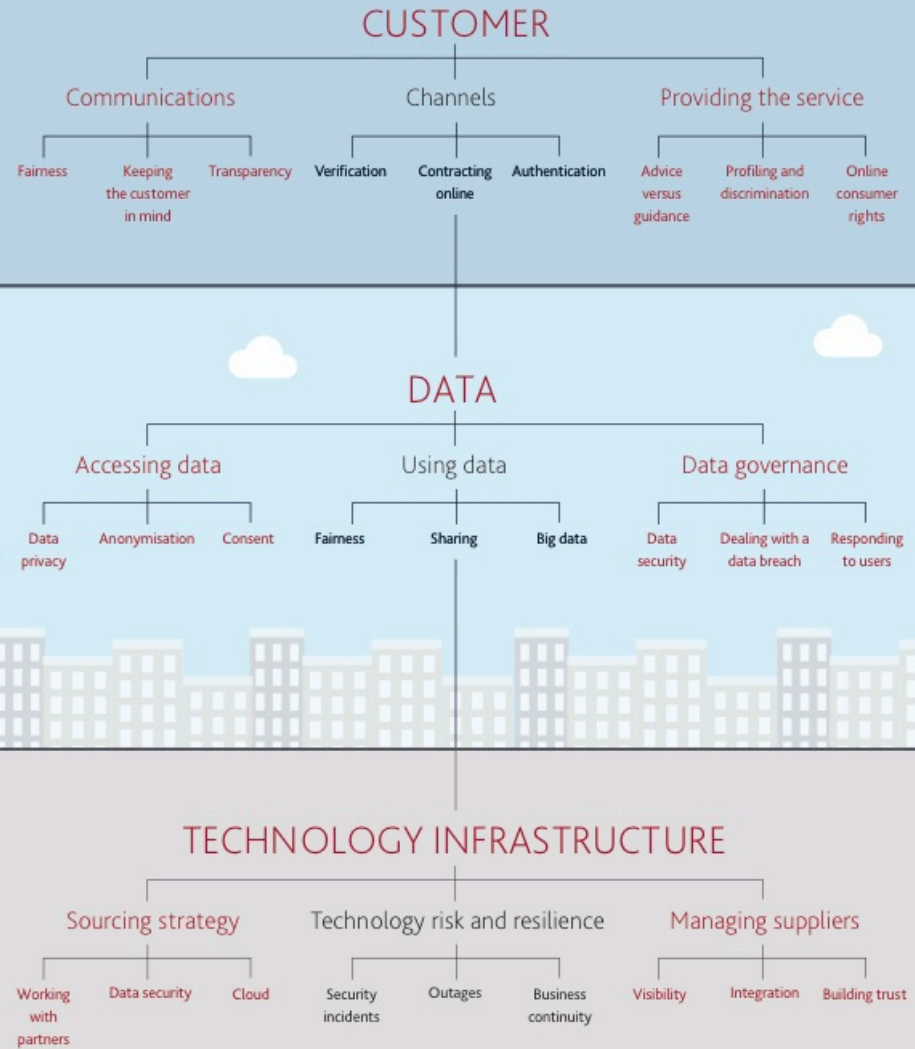 CUSTOMER
Communications
Channels
Providing the service
Fairness
Keeping
the customer
in mind
Transparency
Verification
Contracting
online
Authentication
Advice
versus
guidance
Profiling and
discrimination
Online
consumer
rights
DATA
Accessing data
Using data
Data governance
Data
privacy
Anonymisation
Consent
Fairness
Sharing
Big data
Data
security
Dealing with a
data breach
Responding
to users
TECHNOLOGY INFRASTRUCTURE
Sourcing strategy
Technology risk and resilience
Managing suppliers
Working
with
partners
Data security
Cloud
Security
incidents
Outages
Business
continuity
Visibility
Integration
Building trust